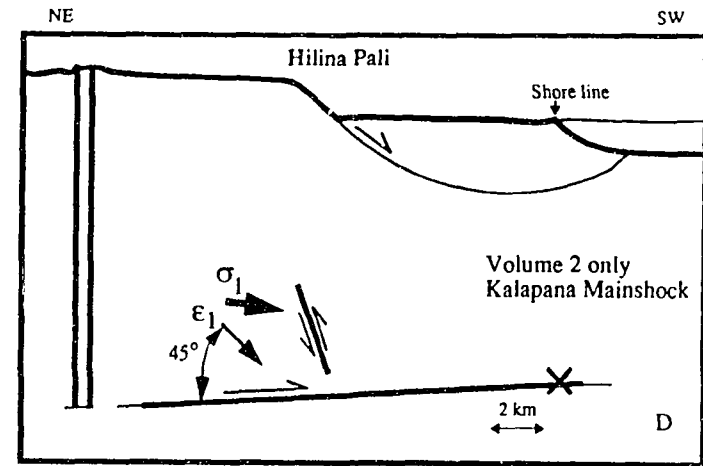 NE
SW
Hilina Pali
Shore line
Volume 2 only
Kalapana Mainshock
σ1
ε1
45°
2 km
D